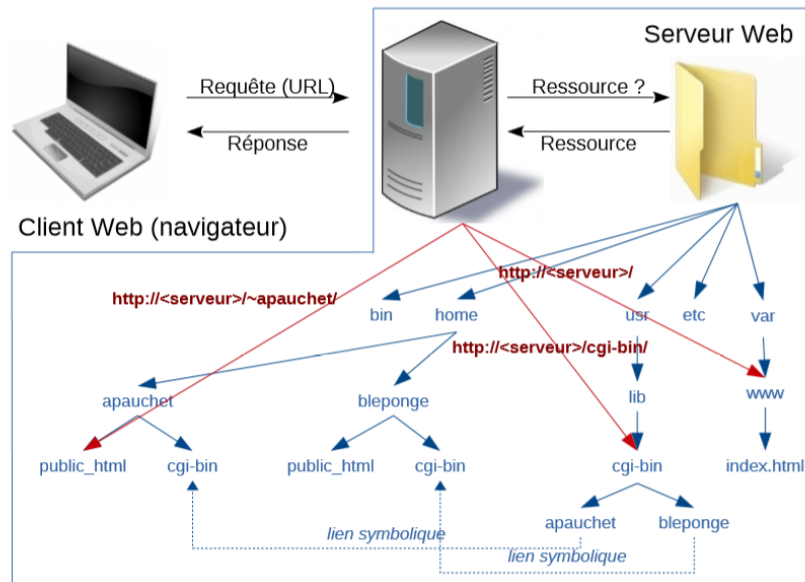 Serveur Web
Requête (URL)
Ressource ?
Réponse
Ressource
Client Web (navigateur)
http://<serveur>/
http://<serveur>/~apauchet/
bin
home
usr
etc
var
http://<serveur>/cgi-bin/
apauchet
bleponge
lib
www
public_html
cgi-bin
public_html
cgi-bin
cgi-bin
index.html
apauchet
bleponge
lien symbolique
lien symbolique